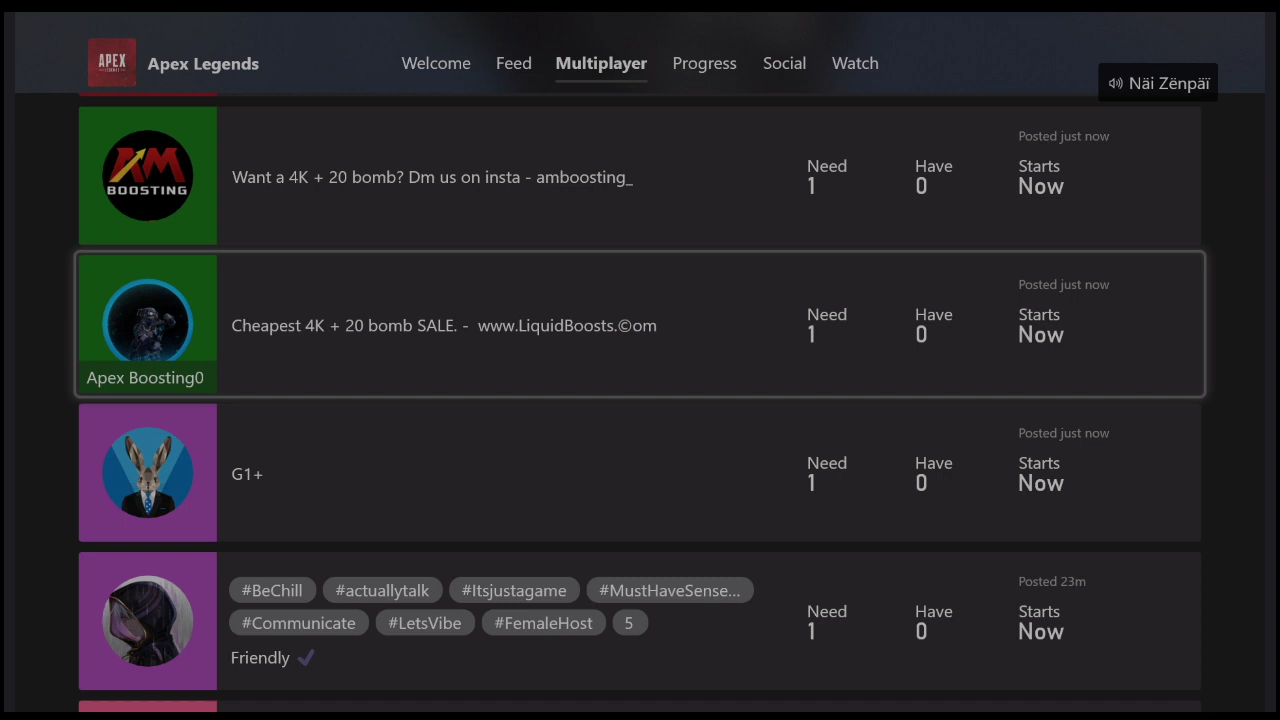 APEX
LEGENDS
Apex Legends
Welcome Feed Multiplayer Progress Social Watch
Näi Zënpäï
AM
BOOSTING
Want a 4K + 20 bomb? Dm us on insta - amboosting_
Need
1
Have
0
Posted just now
Starts
Now
Apex Boosting0
Cheapest 4K + 20 bomb SALE. - www.LiquidBoosts.©om
Need
1
Have
0
Posted just now
Starts
Now
G1+
Need
1
Have
0
Posted just now
Starts
Now
#BeChill #actuallytalk #Itsjustagame #MustHaveSense...
#Communicate #LetsVibe #FemaleHost 5
Friendly
Need
1
Have
0
Posted 23m
Starts
Now